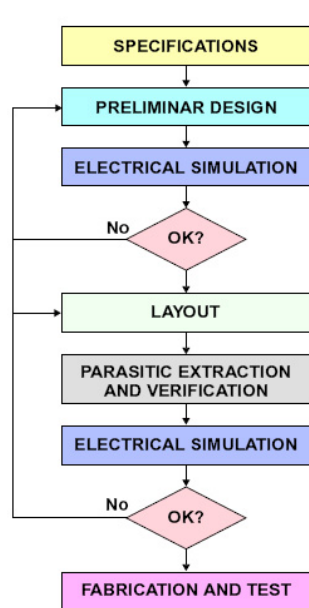 SPECIFICATIONS
PRELIMINAR DESIGN
ELECTRICAL SIMULATION
No
OK?
LAYOUT
PARASITIC EXTRACTION
AND VERIFICATION
ELECTRICAL SIMULATION
No
OK?
FABRICATION AND TEST